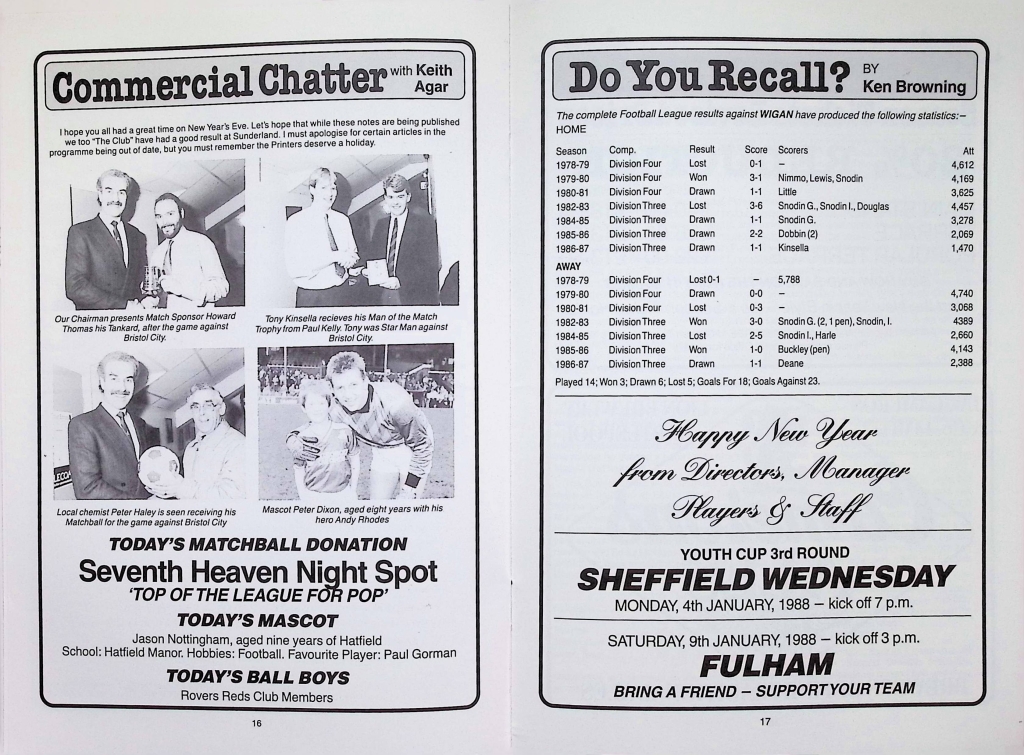 Commercial Chatter with Keith Agar
I hope you all had a great time on New Year's Eve. Let's hope that while these notes are being published
we too "The Club" have had a good result at Sunderland. I must apologise for certain articles in the
programme being out of date, but you must remember the Printers deserve a holiday.
Our Chairman presents Match Sponsor Howard
Thomas his Tankard, after the game against
Bristol City.
Tony Kinsella recieves his Man of the Match
Trophy from Paul Kelly. Tony was Star Man against
Bristol City.
Local chemist Peter Haley is seen receiving his
Matchball for the game against Bristol City
Mascot Peter Dixon, aged eight years with his
hero Andy Rhodes
TODAY'S MATCHBALL DONATION
Seventh Heaven Night Spot
'TOP OF THE LEAGUE FOR POP'
TODAY'S MASCOT
Jason Nottingham, aged nine years of Hatfield
School: Hatfield Manor. Hobbies: Football. Favourite Player: Paul Gorman
TODAY'S BALL BOYS
Rovers Reds Club Members
16
Do You Recall? BY Ken Browning
The complete Football League results against WIGAN have produced the following statistics:–
HOME
Season Comp. Result Score Scorers Att
1978-79 Division Four Lost 0-1 – 4,612
1979-80 Division Four Won 3-1 Nimmo, Lewis, Snodin 4,169
1980-81 Division Four Drawn 1-1 Little 3,625
1982-83 Division Three Lost 3-6 Snodin G., Snodin I., Douglas 4,457
1984-85 Division Three Drawn 1-1 Snodin G. 3,278
1985-86 Division Three Drawn 2-2 Dobbin (2) 2,069
1986-87 Division Three Drawn 1-1 Kinsella 1,470
AWAY
1978-79 Division Four Lost 0-1 – 5,788
1979-80 Division Four Drawn 0-0 – 4,740
1980-81 Division Four Lost 0-3 – 3,068
1982-83 Division Three Won 3-0 Snodin G. (2, 1 pen), Snodin, I. 4389
1984-85 Division Three Lost 2-5 Snodin I., Harle 2,660
1985-86 Division Three Won 1-0 Buckley (pen) 4,143
1986-87 Division Three Drawn 1-1 Deane 2,388
Played 14; Won 3; Drawn 6; Lost 5; Goals For 18; Goals Against 23.
Happy New Year
from Directors, Manager
Players & Staff
YOUTH CUP 3rd ROUND
SHEFFIELD WEDNESDAY
MONDAY, 4th JANUARY, 1988 – kick off 7 p.m.
SATURDAY, 9th JANUARY, 1988 – kick off 3 p.m.
FULHAM
BRING A FRIEND – SUPPORT YOUR TEAM
17